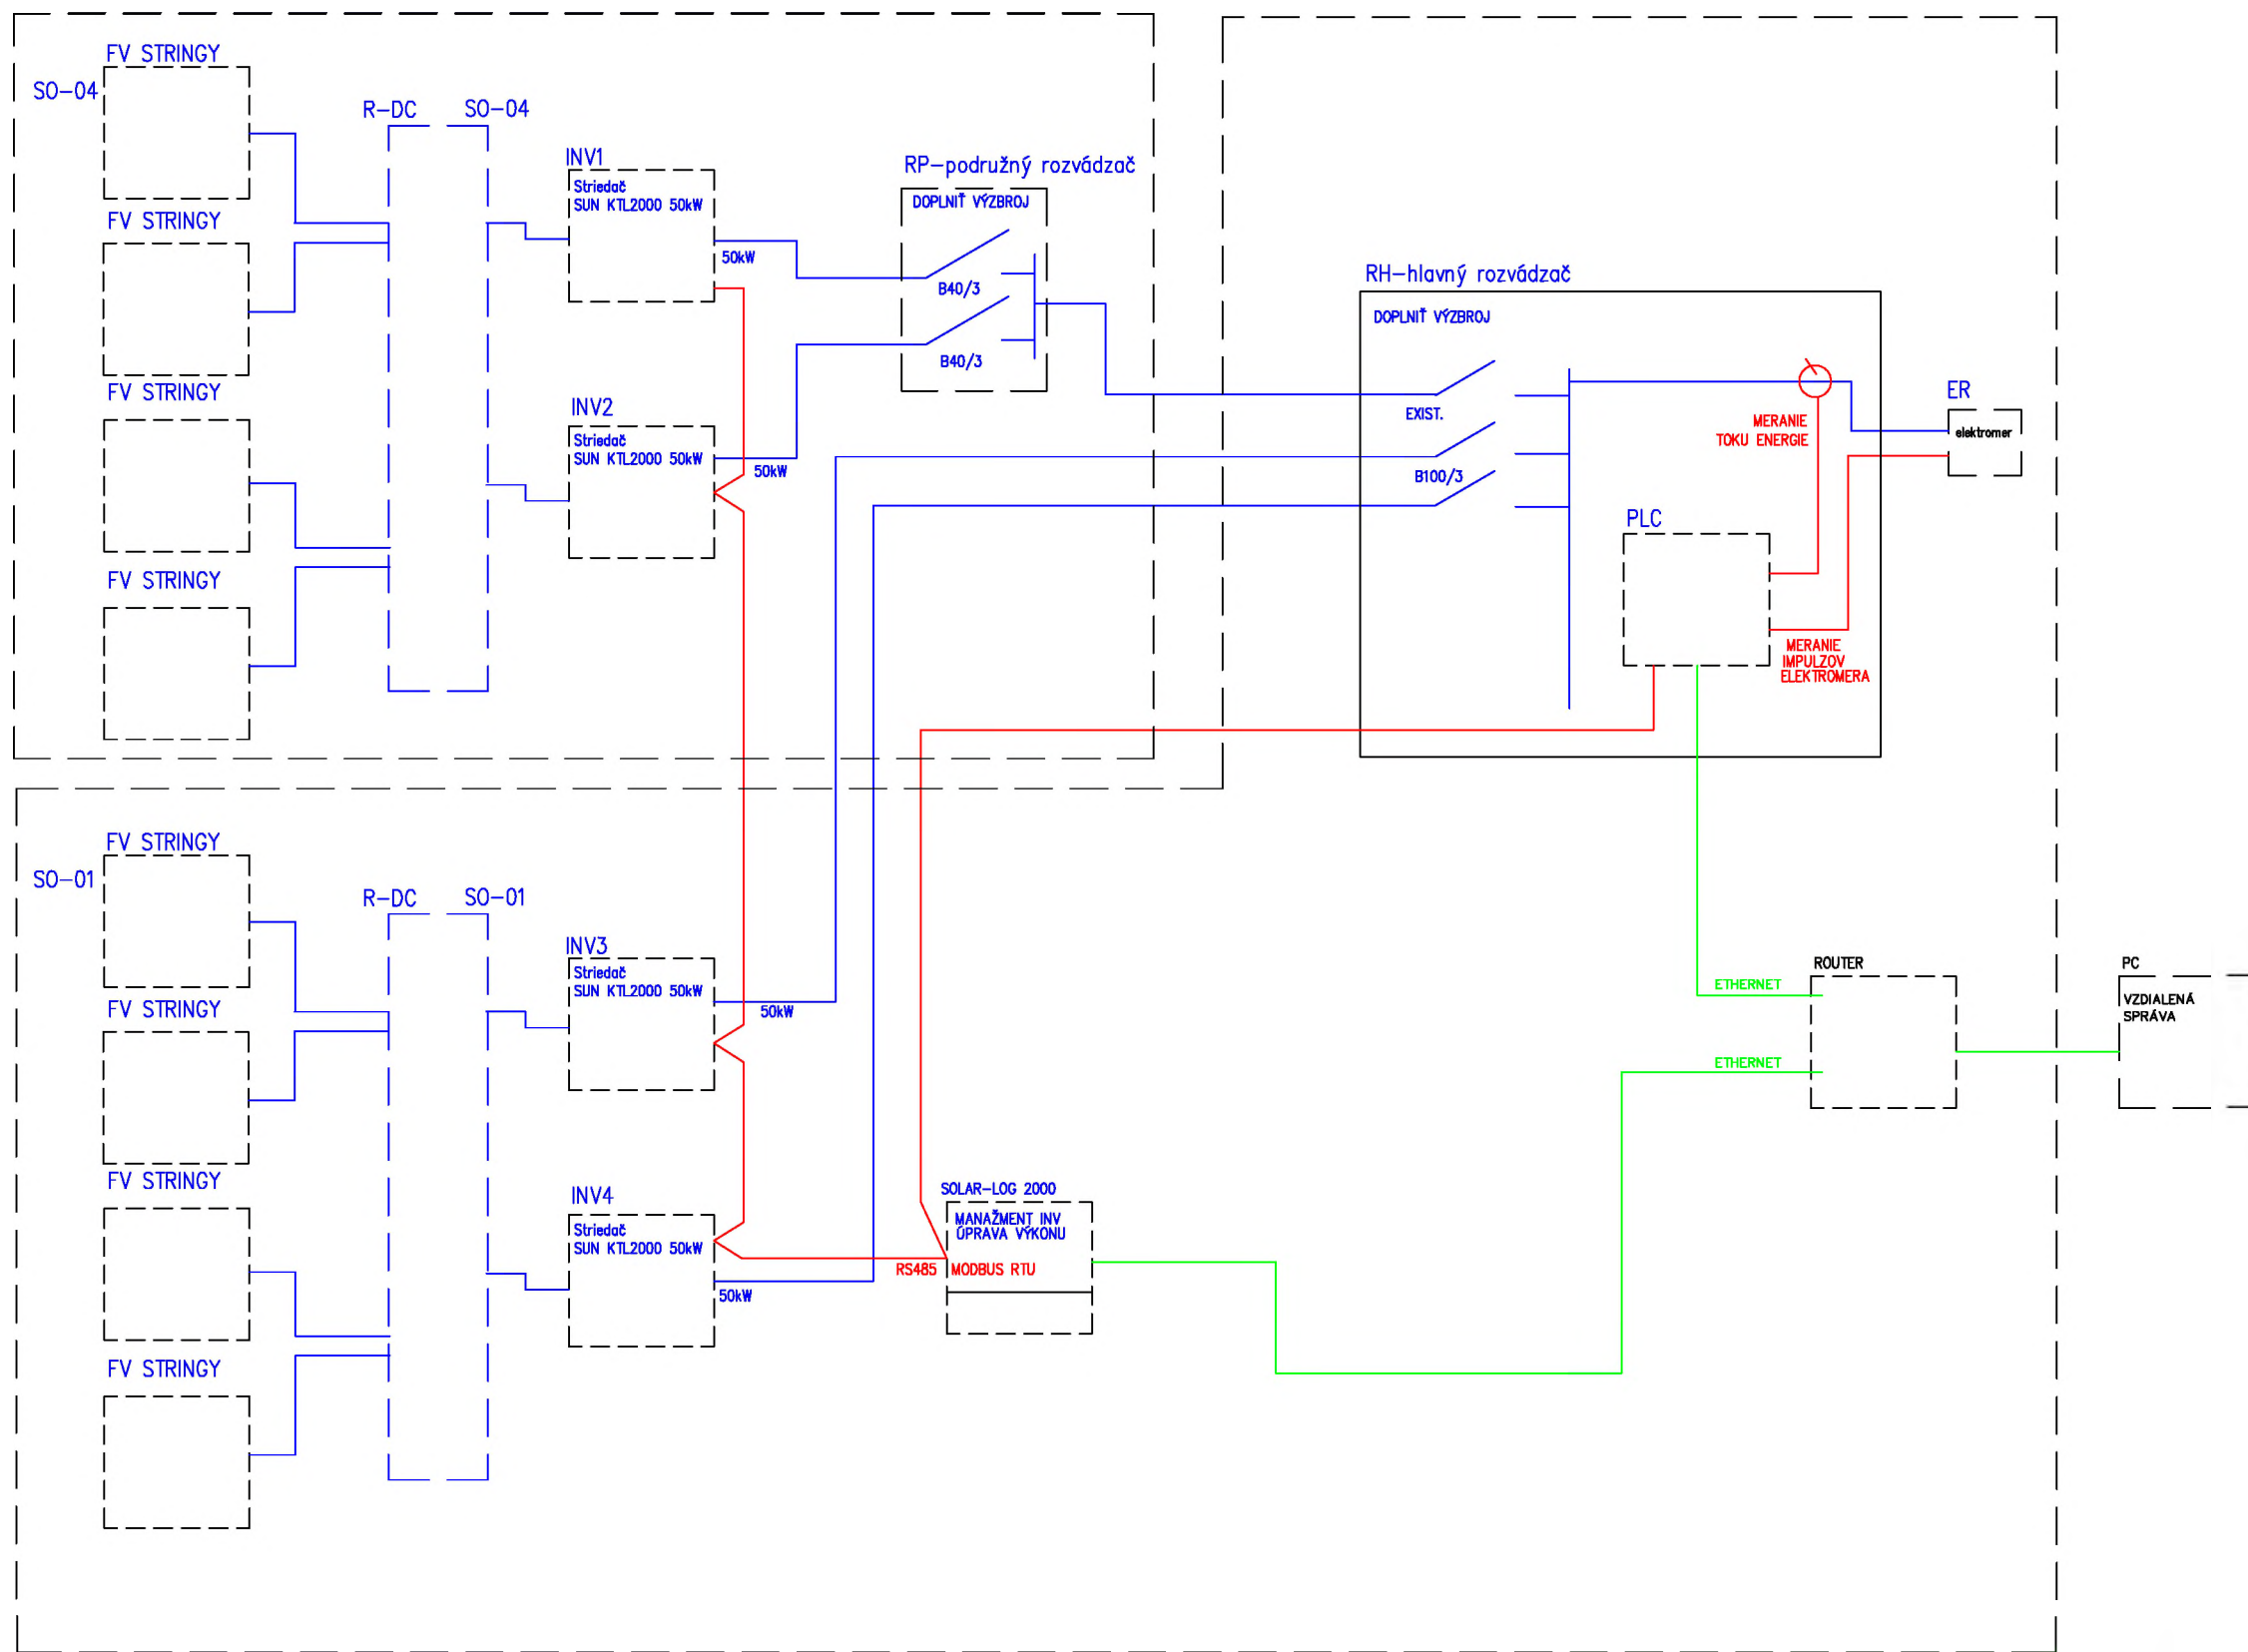 FV STRINGY
SO-04
R-DC
SO-04
FV STRINGY
FV STRINGY
FV STRINGY
INV1
Striedač
SUN KTL2000 50kW
50kW
INV2
Striedač
SUN KTL2000 50kW
50kW
RP-podružný rozvádzač
DOPLNIŤ VÝZBROJ
B40/3
B40/3
RH-hlavný rozvádzač
DOPLNIŤ VÝZBROJ
EXIST.
B100/3
MERANIE
TOKU ENERGIE
ER
elektromer
PLC
MERANIE
IMPULZOV
ELEKTROMERA
FV STRINGY
SO-01
R-DC
SO-01
FV STRINGY
FV STRINGY
FV STRINGY
INV3
Striedač
SUN KTL2000 50kW
50kW
INV4
Striedač
SUN KTL2000 50kW
50kW
SOLAR-LOG 2000
MANAŽMENT INV
ÚPRAVA VÝKONU
RS485
MODBUS RTU
ETHERNET
ETHERNET
ROUTER
PC
VZDIALENÁ
SPRÁVA